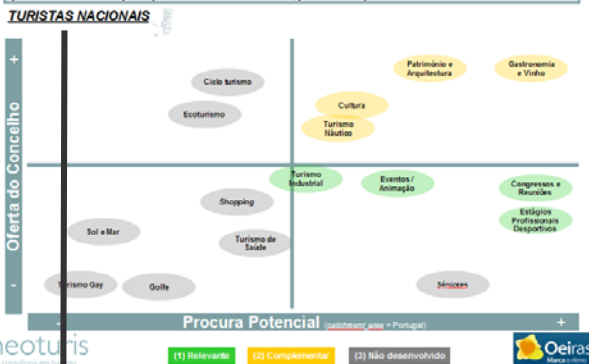 TURISTAS NACIONAIS
+
Património e
Arquitetura
Gastronomia
e Vinho
Ciclo turismo
Ecoturismo
Cultura
Turismo
Náutico
Oferta do Concelho
Turismo
Industrial
Eventos /
Animação
Congressos e
Reuniões
Shopping
Estágios
Profissionais
Desportivos
Sol e Mar
Turismo de
Saúde
Golfe
Séniores
-
Procura Potencial (catchment area = Portugal)
+
neoturis
(1) Relevante
(2) Complementar
(3) Não desenvolvido
Oeiras